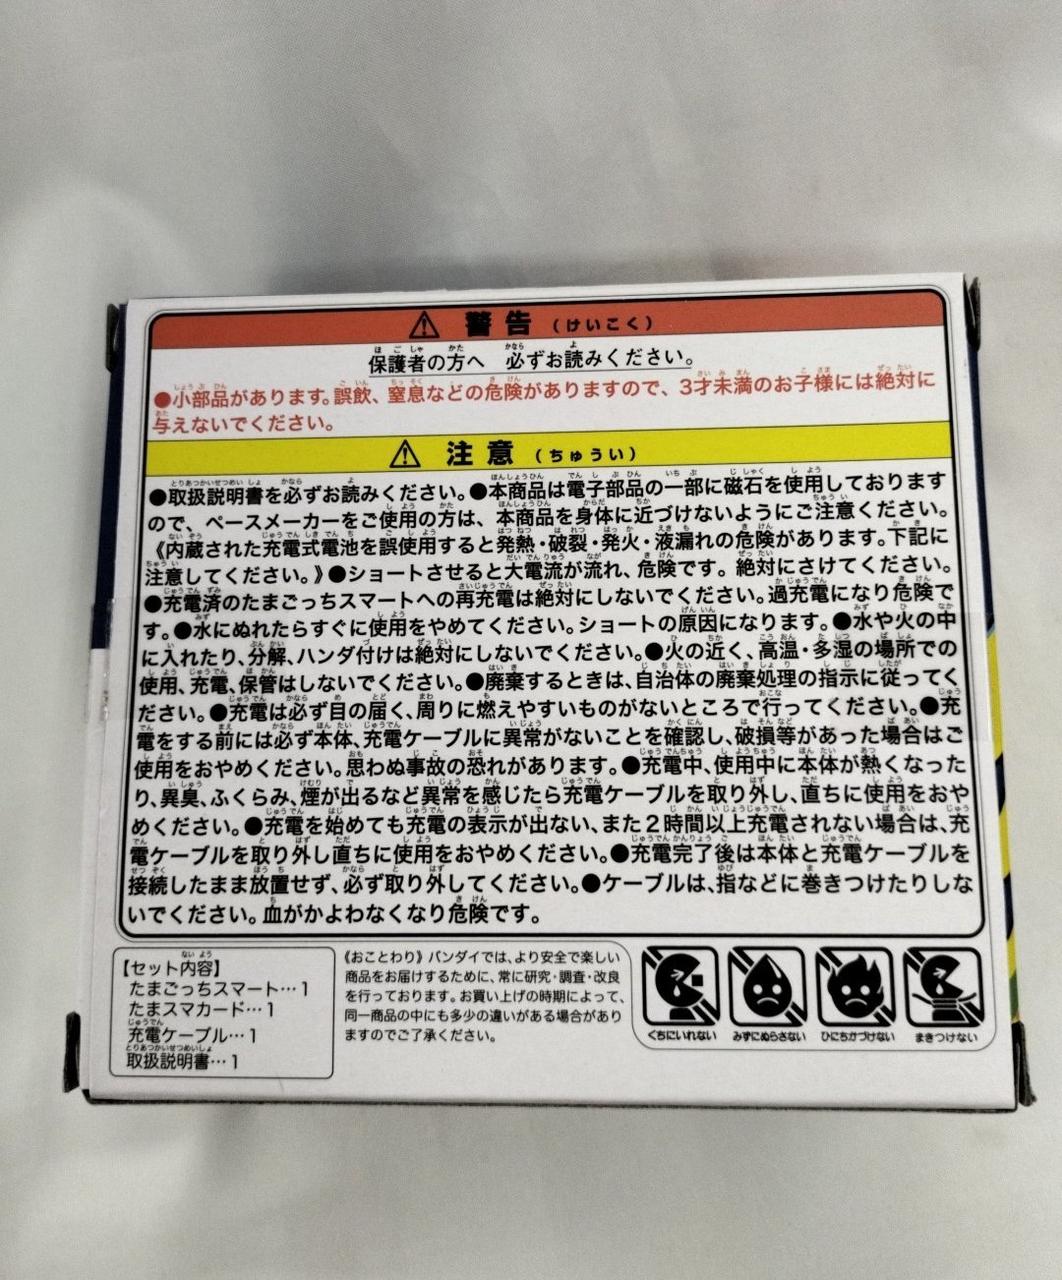 ⚠ 警告（けいこく）
保護者の方へ 必ずお読みください。
●小部品があります。誤飲、窒息などの危険がありますので、3才未満のお子様には絶対に
与えないでください。
⚠ 注意（ちゅうい）
●取扱説明書を必ずお読みください。●本商品は電子部品の一部に磁石を使用しております
ので、ペースメーカーをご使用の方は、本商品を身体に近づけないようにご注意ください。
《内蔵された充電式電池を誤使用すると発熱・破裂・発火・液漏れの危険があります。下記に
注意してください。》●ショートさせると大電流が流れ、危険です。絶対にさけてください。
●充電済のたまごっちスマートへの再充電は絶対にしないでください。過充電になり危険で
す。●水にぬれたらすぐに使用をやめてください。ショートの原因になります。●水や火の中
に入れたり、分解、ハンダ付けは絶対にしないでください。●火の近く、高温・多湿の場所での
使用、充電、保管はしないでください。●廃棄するときは、自治体の廃棄処理の指示に従ってく
ださい。●充電は必ず目の届く、周りに燃えやすいものがないところで行ってください。●充
電をする前には必ず本体、充電ケーブルに異常がないことを確認し、破損等があった場合はご
使用をおやめください。思わぬ事故の恐れがあります。●充電中、使用中に本体が熱くなった
り、異臭、ふくらみ、煙が出るなど異常を感じたら充電ケーブルを取り外し、直ちに使用をおや
めください。●充電を始めても充電の表示が出ない、また2時間以上充電されない場合は、充
電ケーブルを取り外し直ちに使用をおやめください。●充電完了後は本体と充電ケーブルを
接続したまま放置せず、必ず取り外してください。●ケーブルは、指などに巻きつけたりしな
いでください。血がかよわなくなり危険です。
【セット内容】
たまごっちスマート…1
たまスマカード…1
充電ケーブル…1
取扱説明書…1
《おことわり》バンダイでは、より安全で楽しい
商品をお届けするために、常に研究・調査・改良
を行っております。お買い上げの時期によって、
同一商品の中にも多少の違いがある場合があり
ますのでご了承ください。
くちにいれない みずにぬらさない ひにちかづけない まきつけない